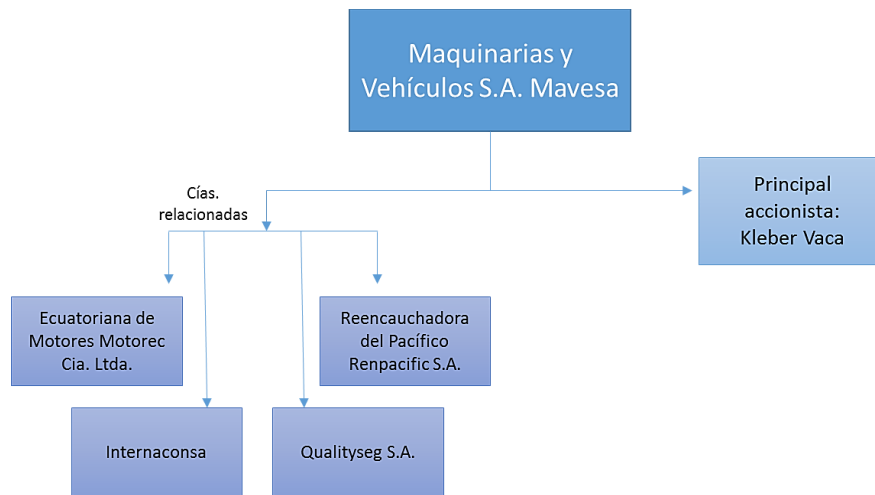 Maquinarias y
Vehículos S.A. Mavesa
Cías.
relacionadas
Principal
accionista:
Kleber Vaca
Ecuatoriana de
Motores Motorec
Cia. Ltda.
Reencauchadora
del Pacífico
Renpacific S.A.
Internaconsa
Qualityseg S.A.